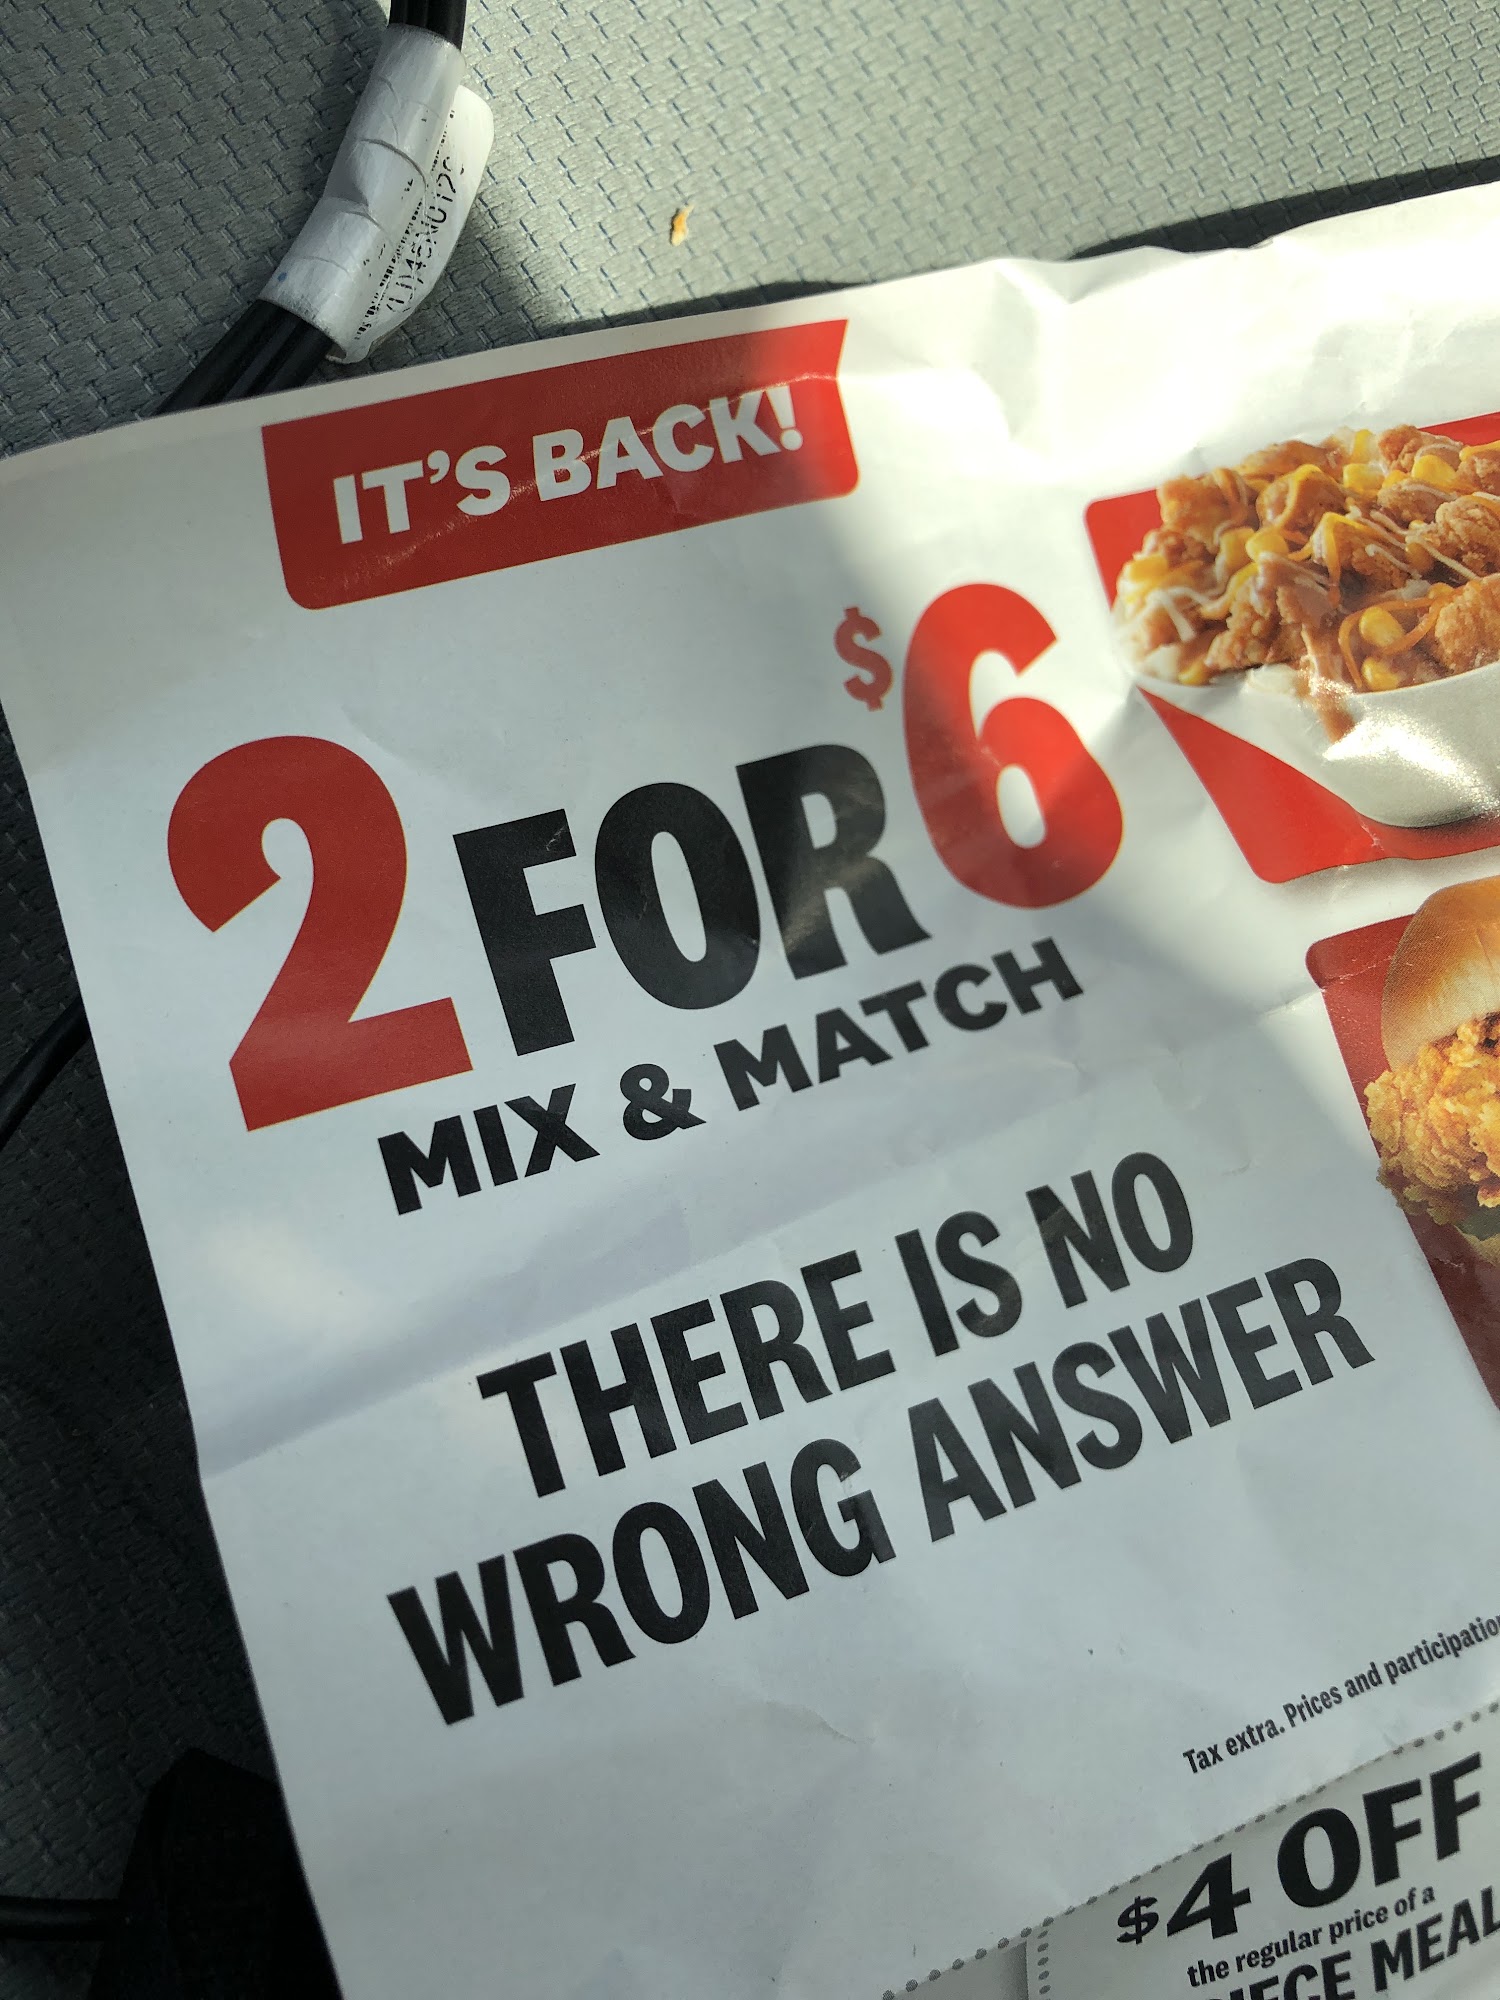 IT'S BACK!
2 FOR $6
MIX & MATCH
THERE IS NO
WRONG ANSWER
Tax extra. Prices and
$4 OFF
the regular price of a
MEAL